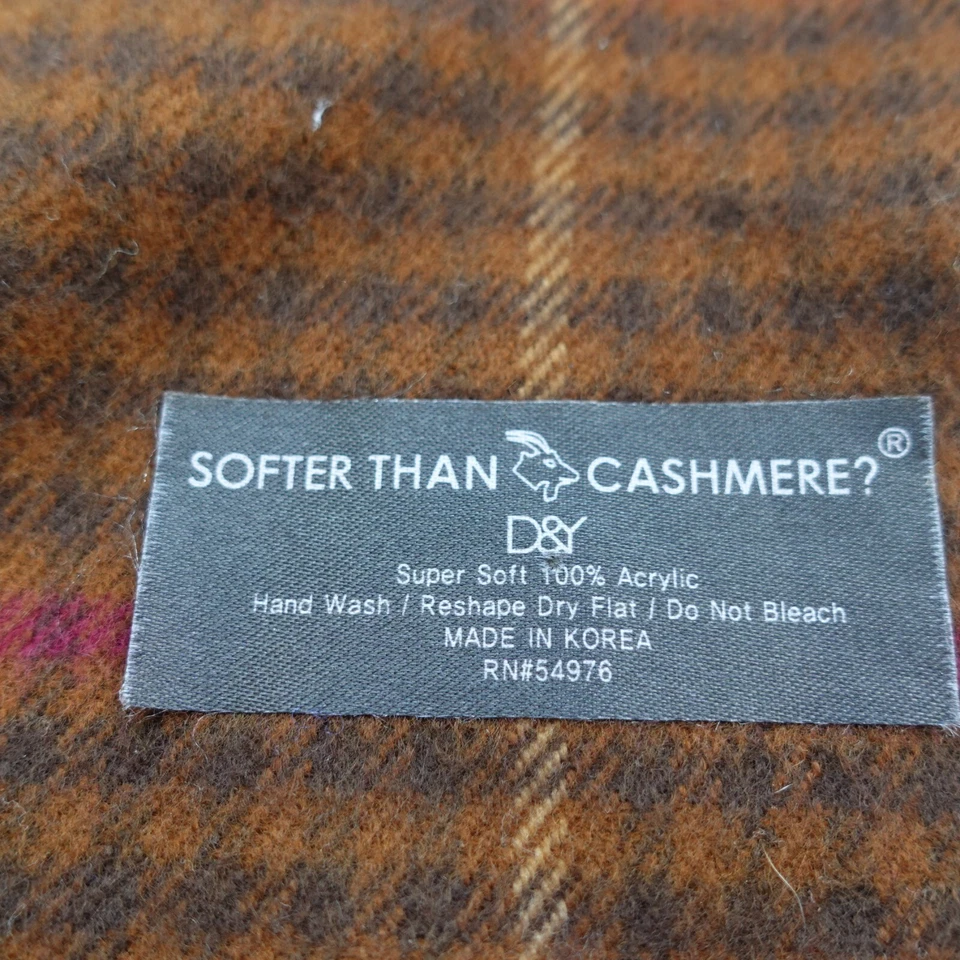 SOFTER THAN CASHMERE?®
D&Y
Super Soft 100% Acrylic
Hand Wash / Reshape Dry Flat / Do Not Bleach
MADE IN KOREA
RN#54976